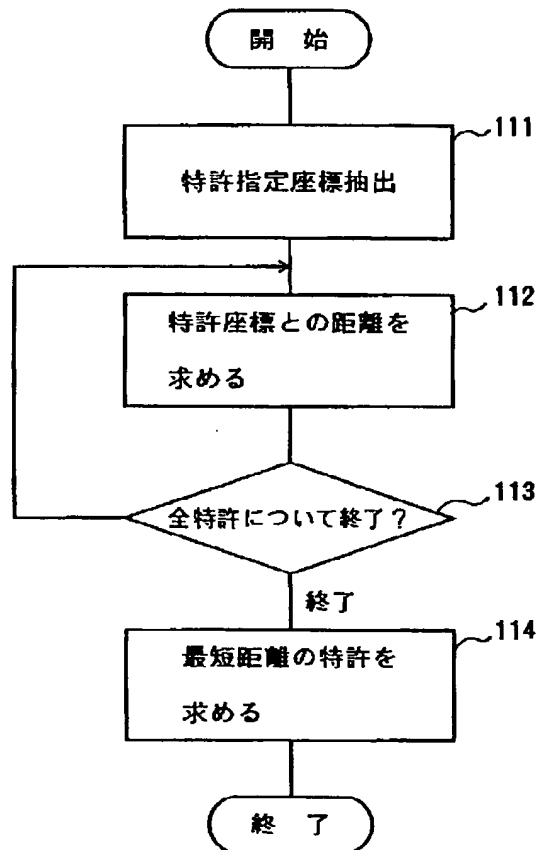 開 始
111
特許指定座標抽出
112
特許座標との距離を
求める
113
全特許について終了?
終了
114
最短距離の特許を
求める
終 了